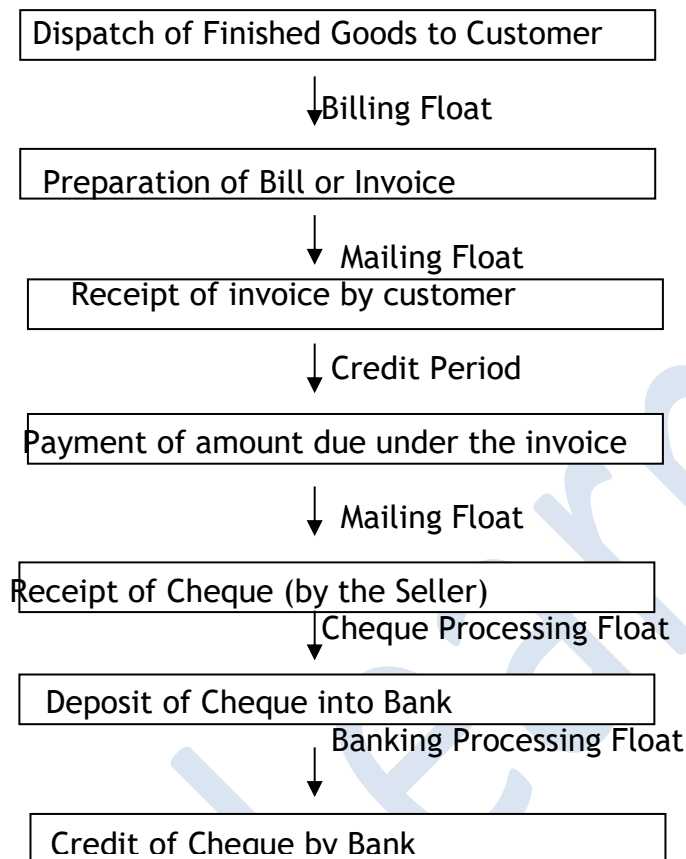 Dispatch of Finished Goods to Customer
Billing Float
Preparation of Bill or Invoice
Mailing Float
Receipt of invoice by customer
Credit Period
Payment of amount due under the invoice
Mailing Float
Receipt of Cheque (by the Seller)
Cheque Processing Float
Deposit of Cheque into Bank
Banking Processing Float
Credit of Cheque by Bank